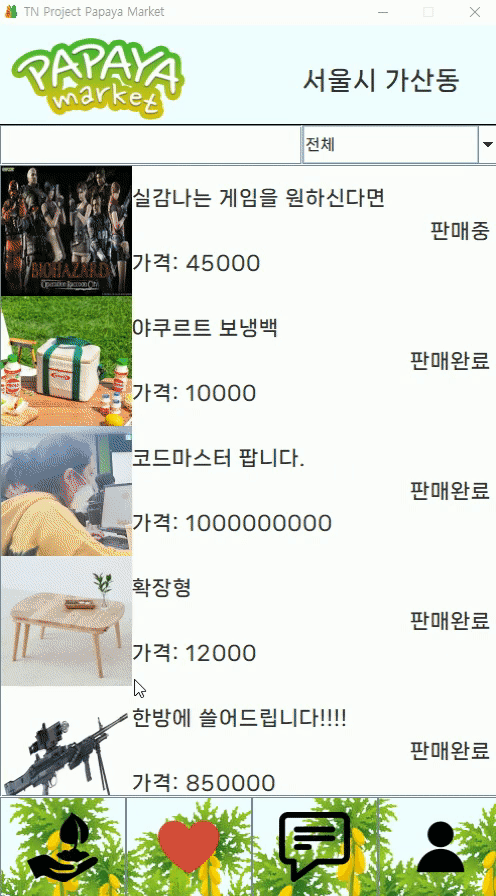 TN Project Papaya Market
PAPAYA
market
서울시 가산동
전체
실감나는 게임을 원하신다면
판매중
가격: 45000
BIOHAZARD
야쿠르트 보냉백
판매완료
가격: 10000
코드마스터 팝니다.
판매완료
가격: 1000000000
확장형
판매완료
가격: 12000
한방에 쓸어드립니다!!!!
판매완료
가격: 850000